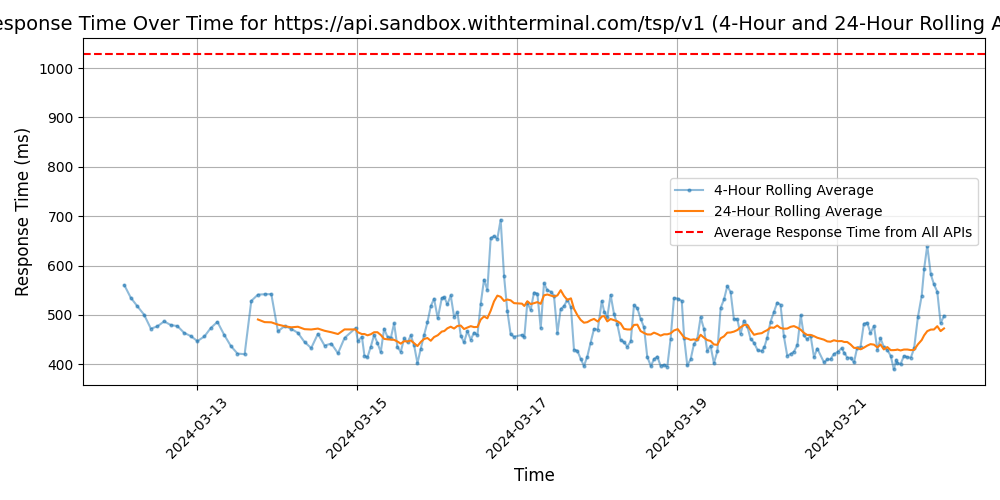 esponse Time Over Time for https://api.sandbox.withterminal.com/tsp/v1 (4-Hour and 24-Hour Rolling A
Response Time (ms)
1000
900
800
700
600
500
400
4-Hour Rolling Average
24-Hour Rolling Average
Average Response Time from All APIs
2024-03-13
2024-03-15
2024-03-17
2024-03-19
2024-03-21
Time